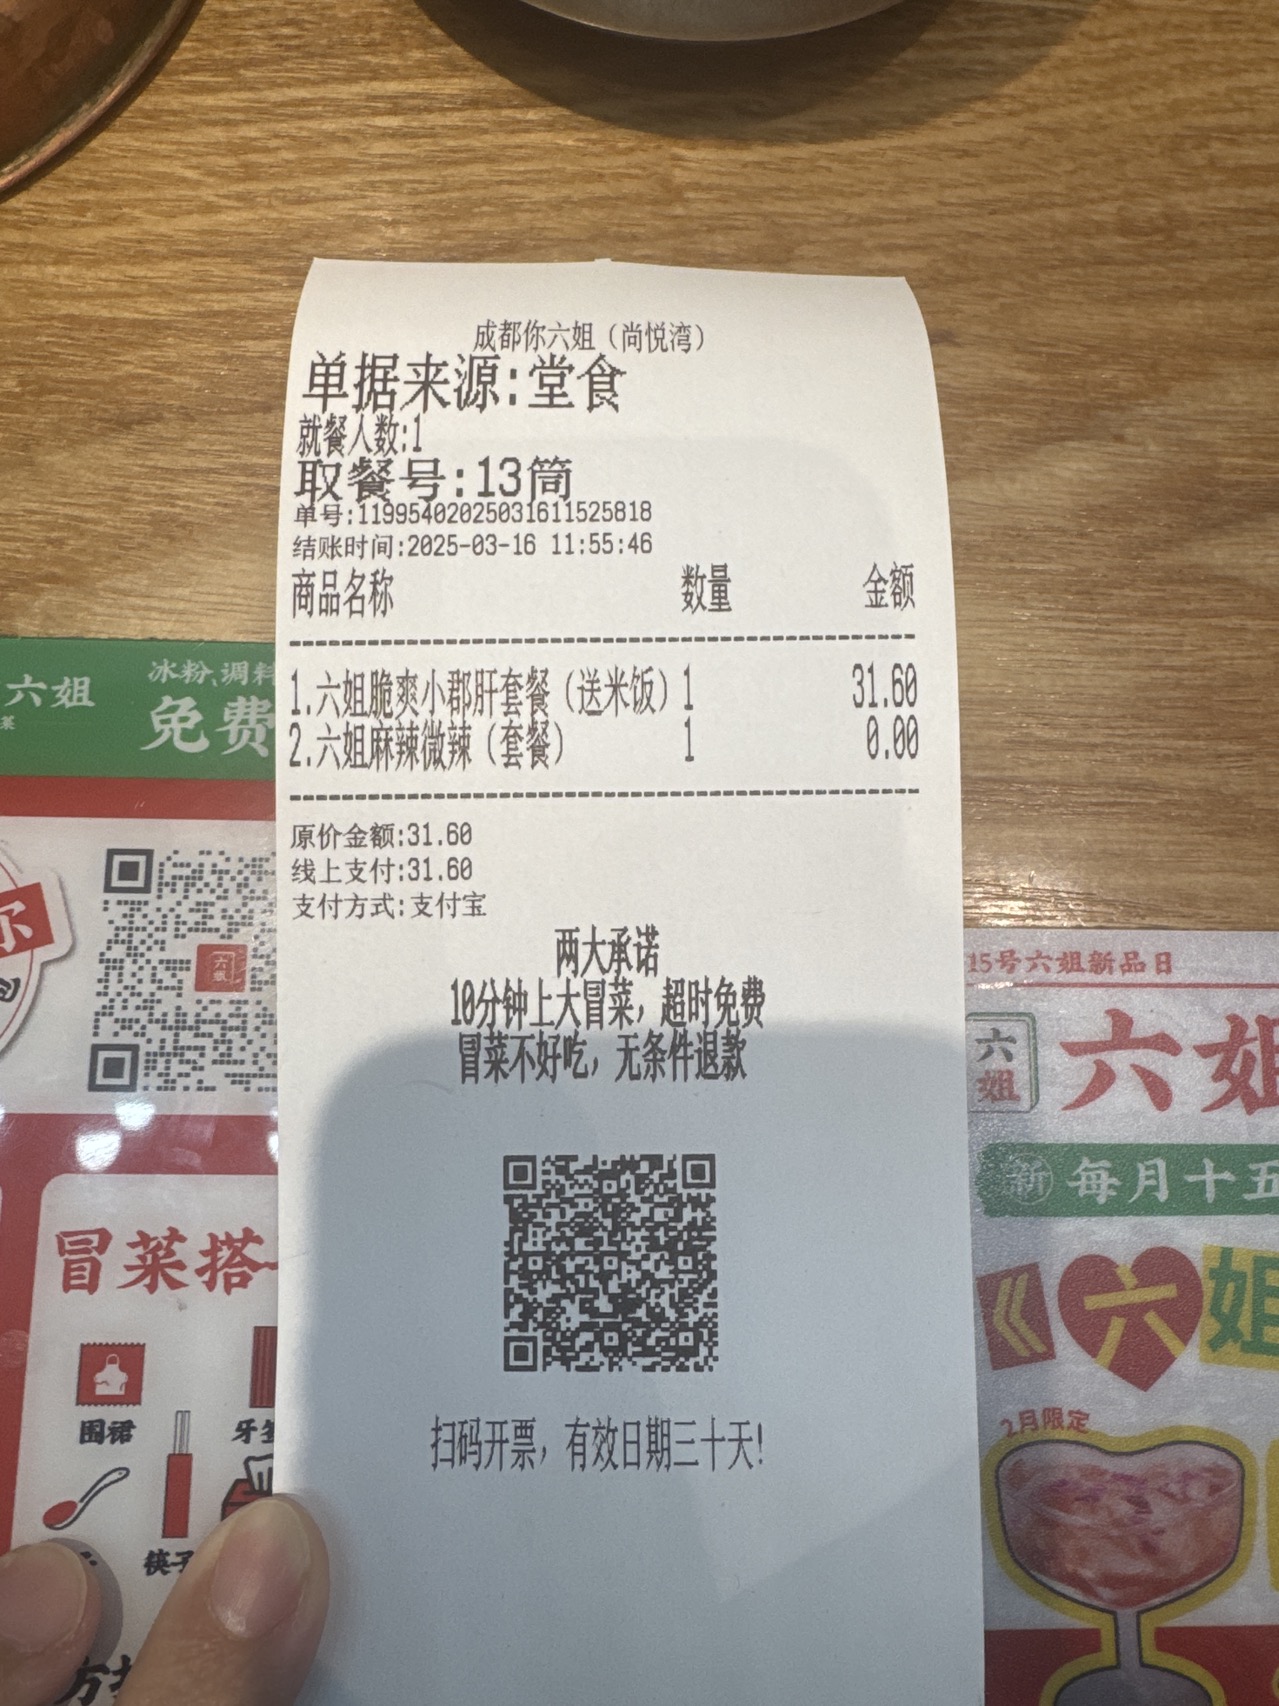 成都你六姐（尚悦湾）
单据来源:堂食
就餐人数:1
取餐号:13筒
单号:11995402025031611525818
结账时间:2025-03-16 11:55:46
商品名称 数量 金额
1.六姐脆爽小郡肝套餐（送米饭）1 31.60
2.六姐麻辣微辣（套餐） 1 0.00
原价金额:31.60
线上支付:31.60
支付方式:支付宝
两大承诺
10分钟上大冒菜，超时免费
冒菜不好吃，无条件退款
扫码开票，有效日期三十天!
六姐
菜
冰粉、调料
免费
六姐
冒菜搭
围裙
牙
筷子
15号六姐新品日
六姐
六姐
新 每月十五
六姐
2月限定